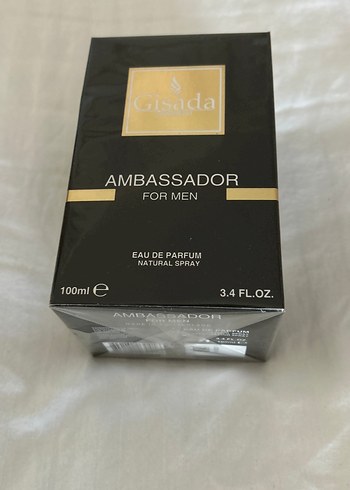 Gisada
AMBASSADOR
FOR MEN
EAU DE PARFUM
NATURAL SPRAY
100ml ℮
3.4 FL.OZ.
AMBASSADOR
FOR MEN